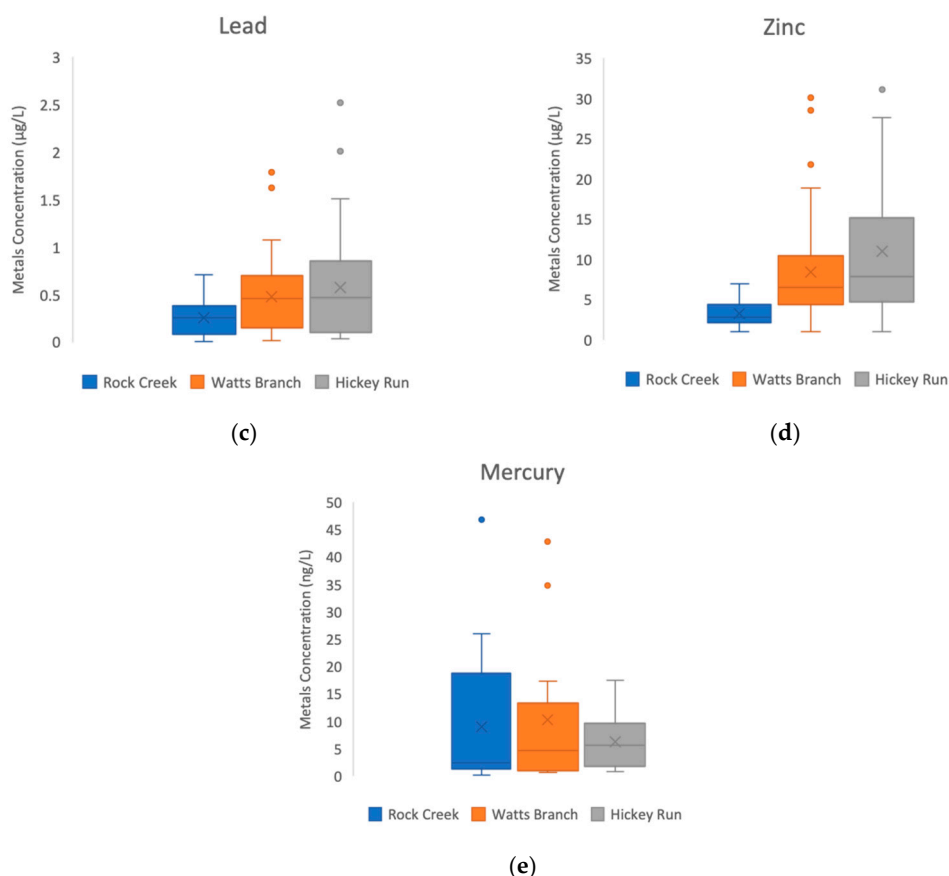 Lead
Metals Concentration (µg/L)
3
2.5
2
1.5
1
0.5
0
Rock Creek Watts Branch Hickey Run
(c)
Zinc
Metals Concentration (µg/L)
35
30
25
20
15
10
5
0
Rock Creek Watts Branch Hickey Run
(d)
Mercury
Metals Concentration (ng/L)
50
45
40
35
30
25
20
15
10
5
0
Rock Creek Watts Branch Hickey Run
(e)